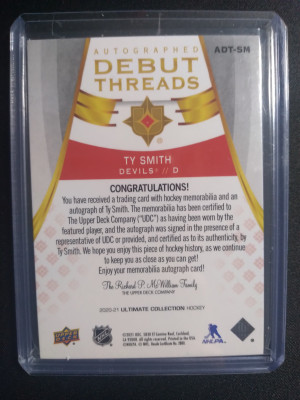 AUTOGRAPHED
ADT-SM
DEBUT
THREADS
TY SMITH
DEVILS // D
CONGRATULATIONS!
You have received a trading card with hockey memorabilia and an
autograph of Ty Smith. The memorabilia has been certified to
The Upper Deck Company ("UDC") as having been worn by the
featured player, and the autograph was signed in the presence of a
representative of UDC or provided, and certified as to its authenticity, by
Ty Smith. We hope you enjoy this piece of hockey history, as we continue
to keep you as close as you can get!
Enjoy your memorabilia autograph card!
The Richard P. McWilliam Family
THE UPPER DECK COMPANY
2020-21 ULTIMATE COLLECTION HOCKEY
UPPER DECK
NHL
NHLPA